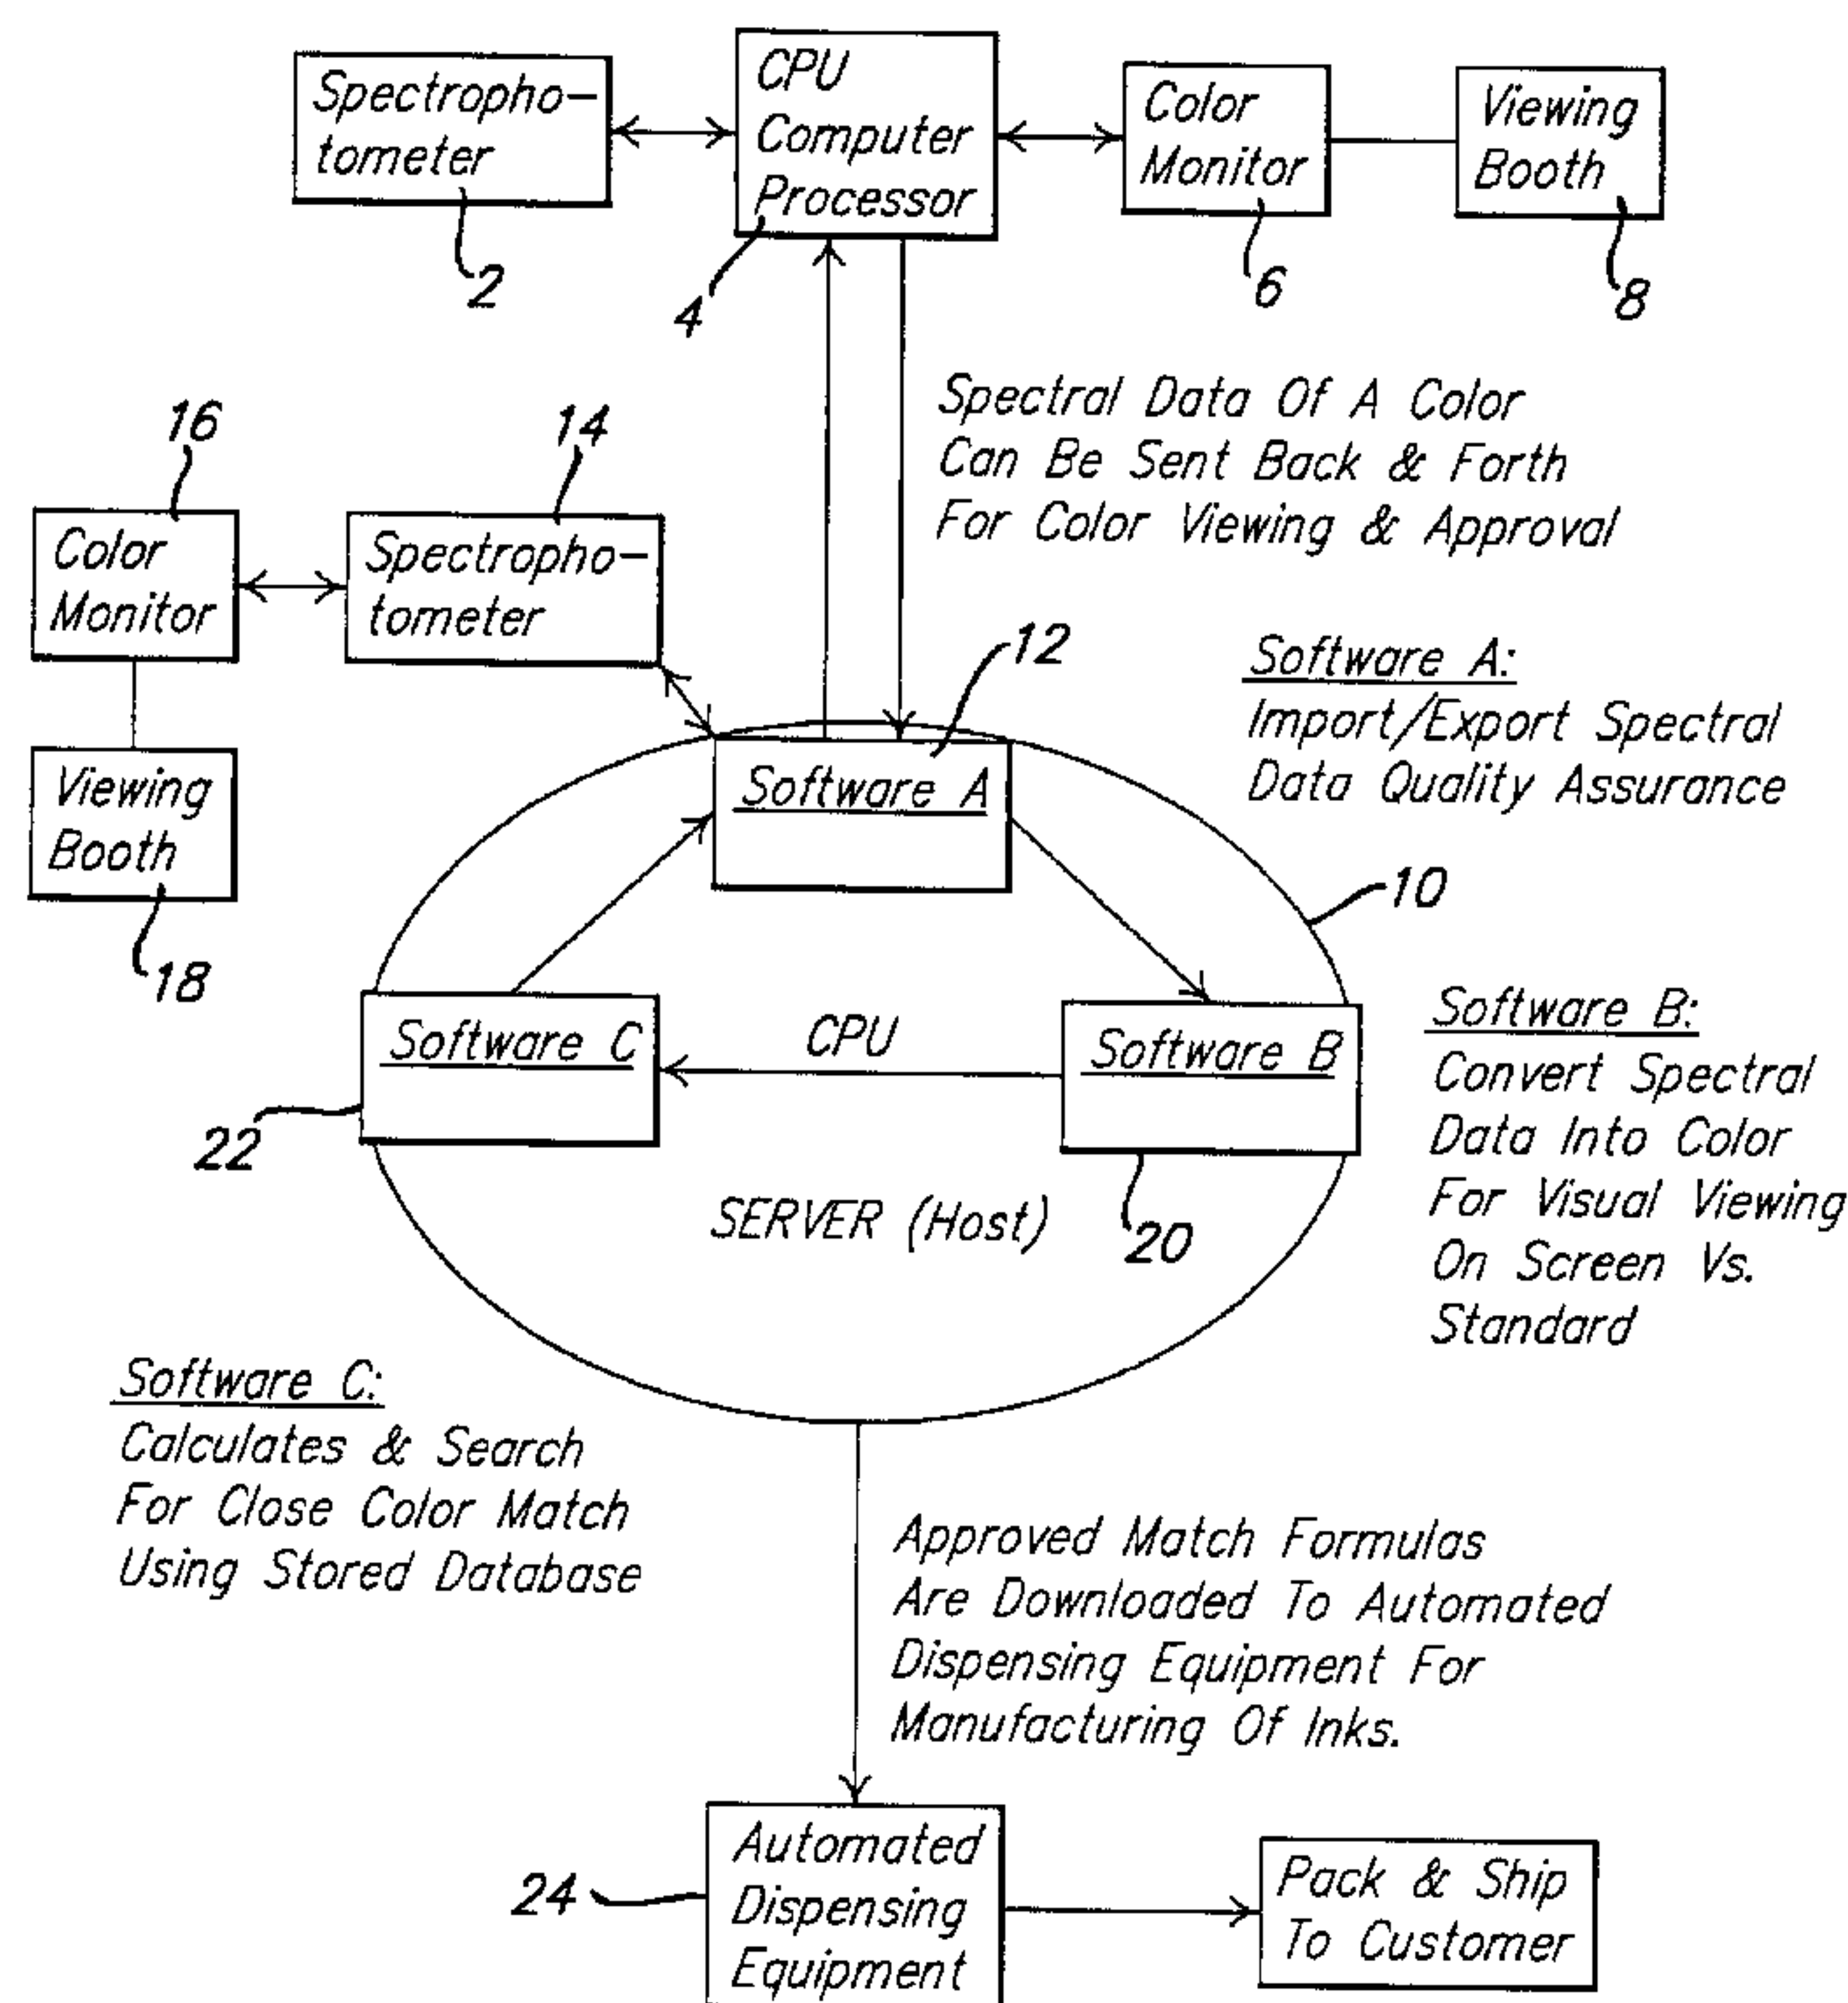 Spectropho-
tometer
2
CPU
Computer
Processor
4
Color
Monitor
6
Viewing
Booth
8
Spectral Data Of A Color
Can Be Sent Back & Forth
For Color Viewing & Approval
16
Color
Monitor
14
Spectropho-
tometer
Viewing
Booth
18
12
Software A
Software A:
Import/Export Spectral
Data Quality Assurance
10
Software C
22
CPU
Software B
20
SERVER (Host)
Software B:
Convert Spectral
Data Into Color
For Visual Viewing
On Screen Vs.
Standard
Software C:
Calculates & Search
For Close Color Match
Using Stored Database
Approved Match Formulas
Are Downloaded To Automated
Dispensing Equipment For
Manufacturing Of Inks.
24
Automated
Dispensing
Equipment
Pack & Ship
To Customer